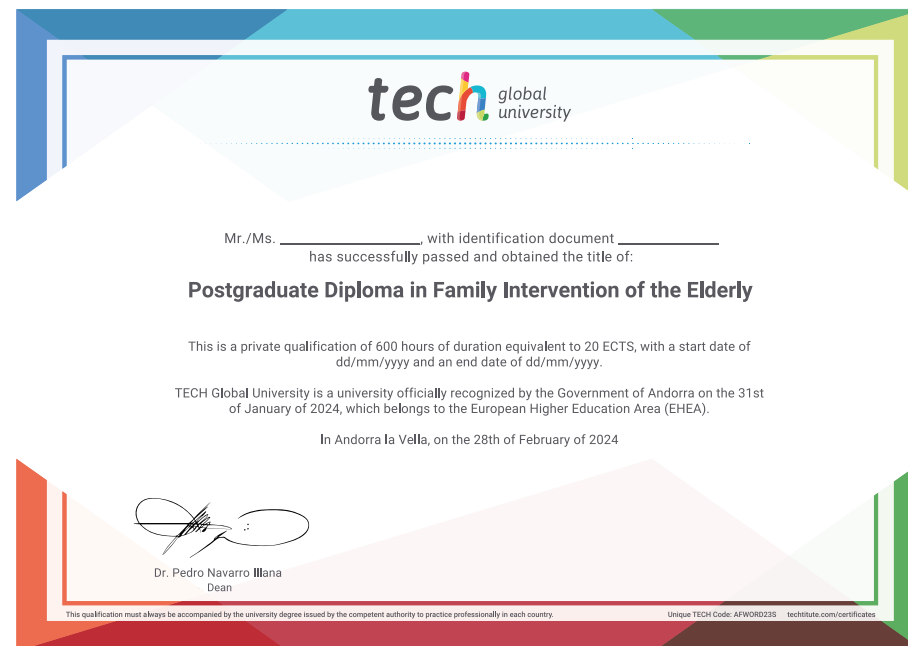 tech global
university
Mr./Ms. ____________, with identification document ____________
has successfully passed and obtained the title of:
Postgraduate Diploma in Family Intervention of the Elderly
This is a private qualification of 600 hours of duration equivalent to 20 ECTS, with a start date of
dd/mm/yyyy and an end date of dd/mm/yyyy.
TECH Global University is a university officially recognized by the Government of Andorra on the 31st
of January of 2024, which belongs to the European Higher Education Area (EHEA).
In Andorra la Vella, on the 28th of February of 2024
Dr. Pedro Navarro Illana
Dean
This qualification must always be accompanied by the university degree issued by the competent authority to practice professionally in each country. Unique TECH Code: AFWORD23S techtitute.com/certificates